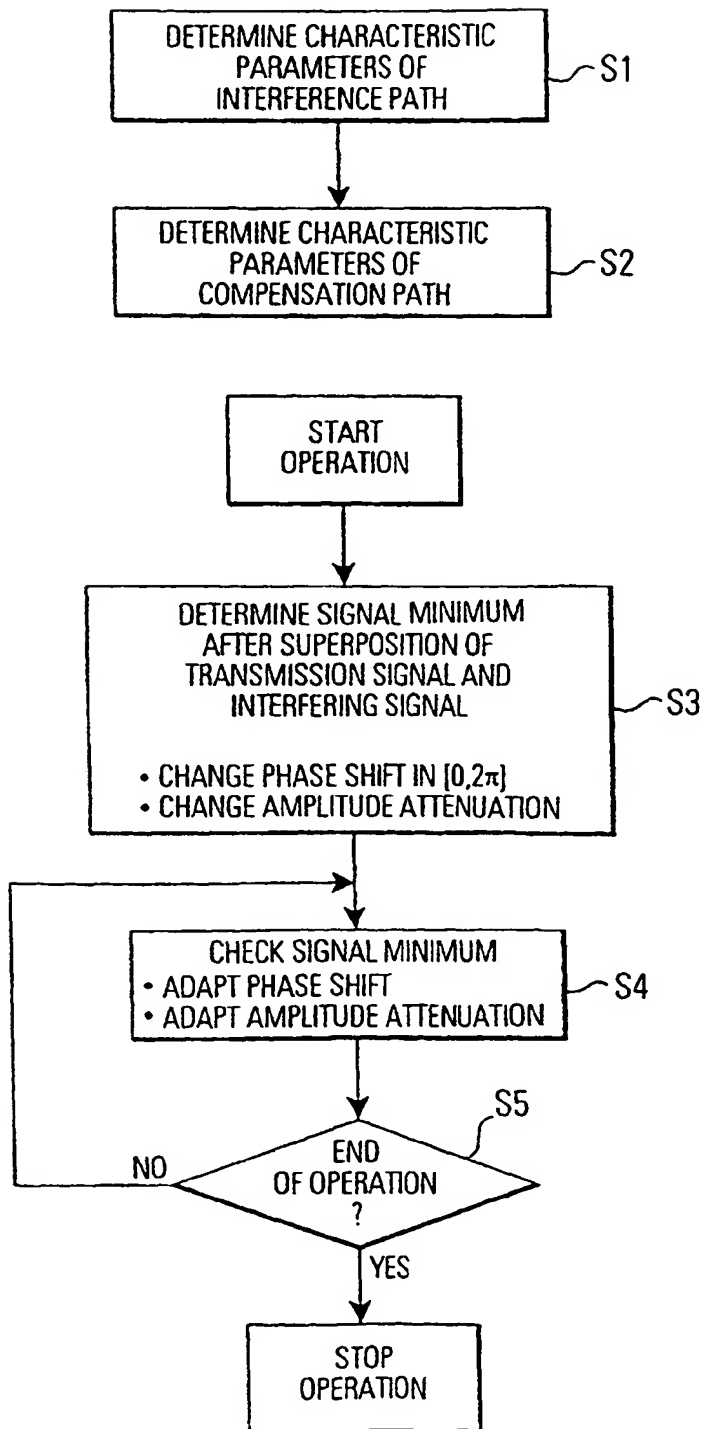 DETERMINE CHARACTERISTIC
PARAMETERS OF
INTERFERENCE PATH
S1
DETERMINE CHARACTERISTIC
PARAMETERS OF
COMPENSATION PATH
S2
START
OPERATION
DETERMINE SIGNAL MINIMUM
AFTER SUPERPOSITION OF
TRANSMISSION SIGNAL AND
INTERFERING SIGNAL
• CHANGE PHASE SHIFT IN [0,2π]
• CHANGE AMPLITUDE ATTENUATION
S3
CHECK SIGNAL MINIMUM
• ADAPT PHASE SHIFT
• ADAPT AMPLITUDE ATTENUATION
S4
S5
END
OF OPERATION
?
NO
YES
STOP
OPERATION